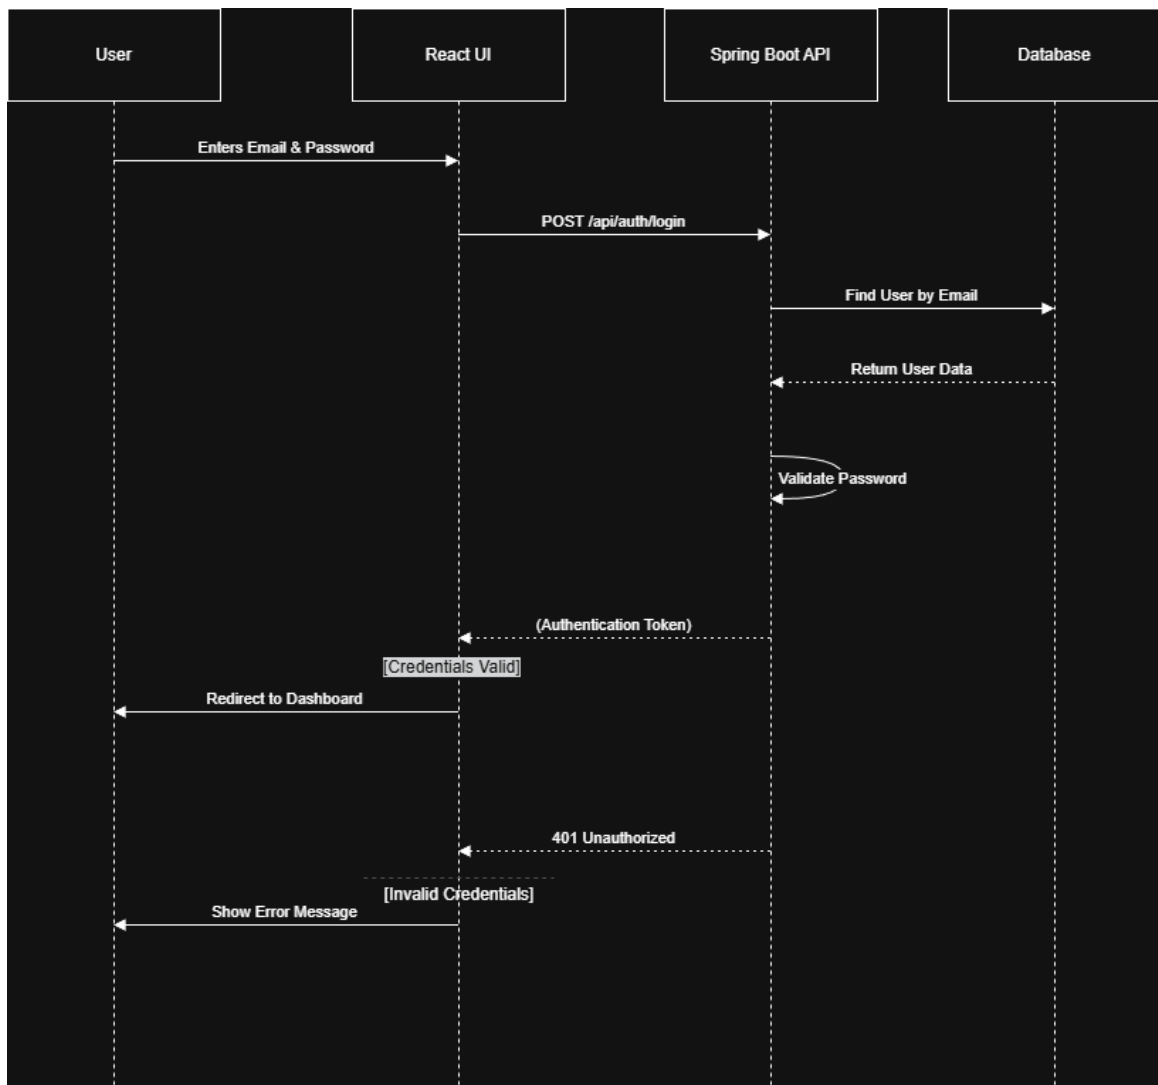 User
React UI
Spring Boot API
Database
Enters Email & Password
POST /api/auth/login
Find User by Email
Return User Data
Validate Password
(Authentication Token)
[Credentials Valid]
Redirect to Dashboard
401 Unauthorized
[Invalid Credentials]
Show Error Message